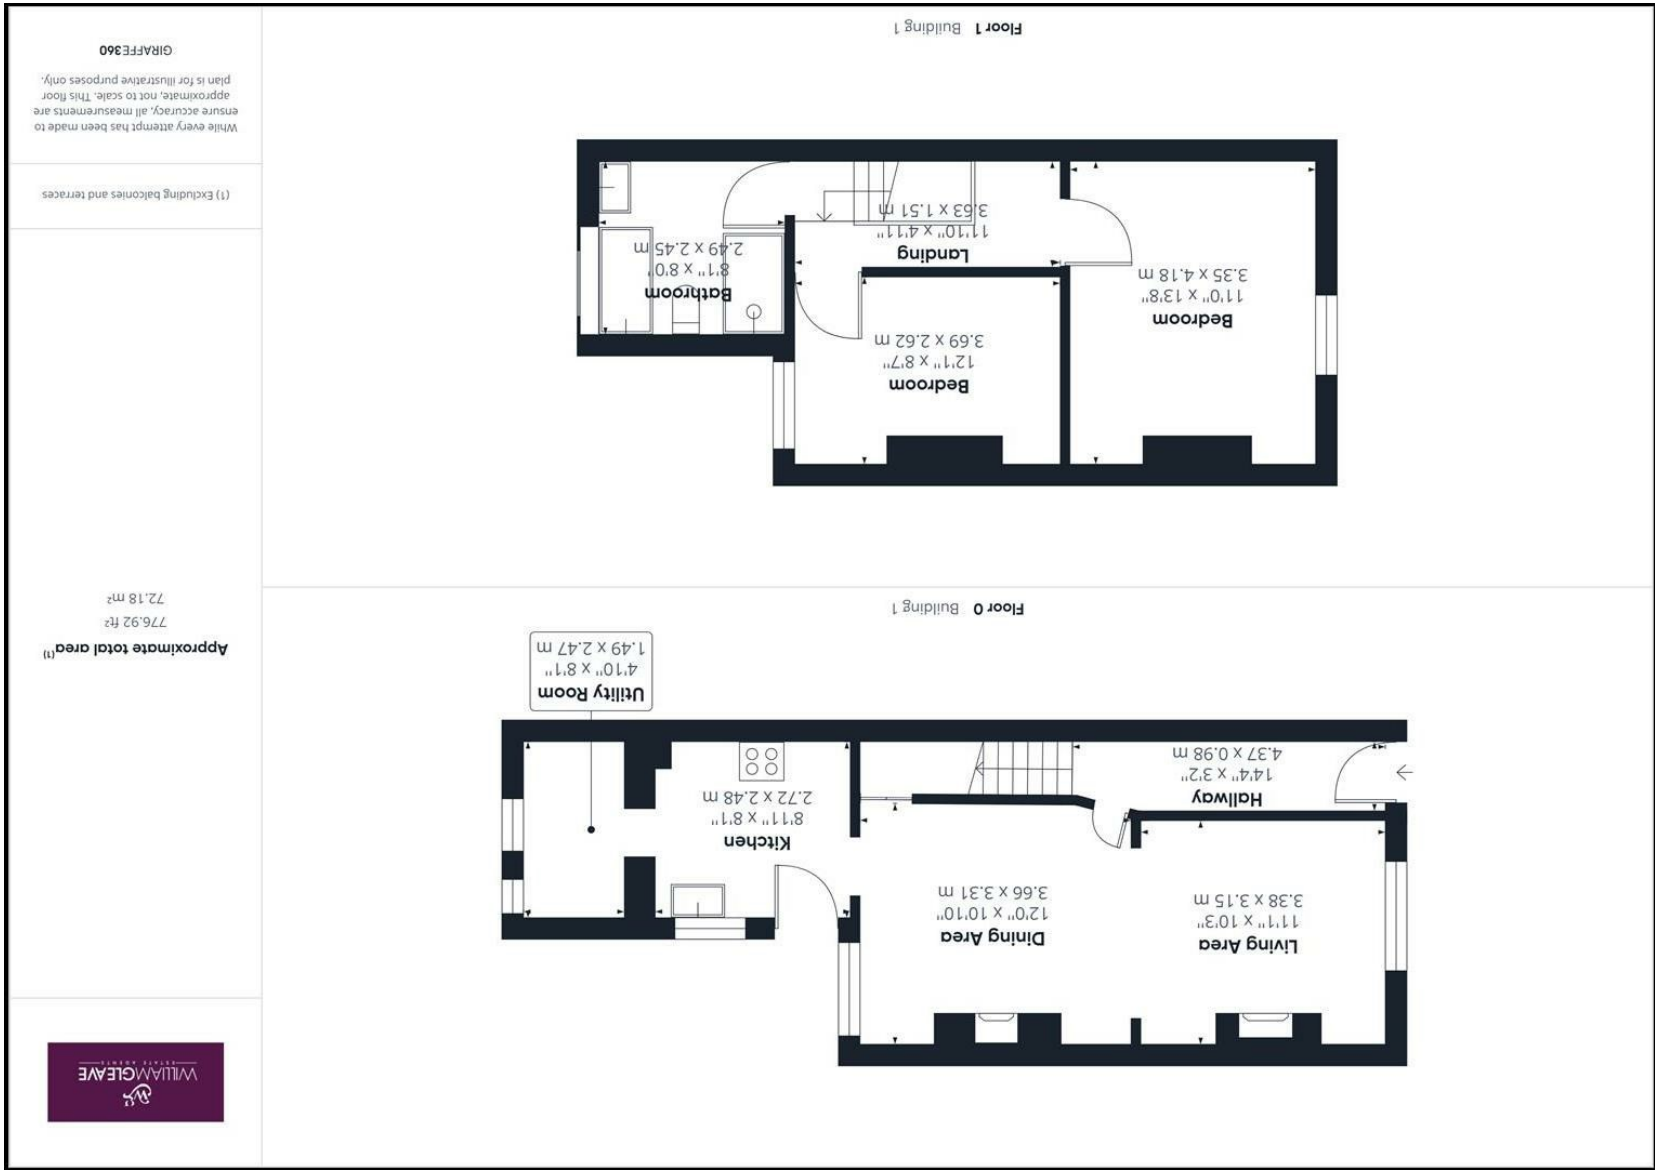 WILLIAMGLEAVE
ESTATE AGENTS
Living Area
11'1" x 10'3"
3.38 x 3.15 m
Dining Area
12'0" x 10'10"
3.66 x 3.31 m
Kitchen
8'11" x 8'1"
2.72 x 2.48 m
Hallway
14'4" x 3'2"
4.37 x 0.98 m
Utility Room
4'10" x 8'1"
1.49 x 2.47 m
Floor 0 Building 1
Approximate total area(1)
776.92 ft²
72.18 m²
Bedroom
12'1" x 8'7"
3.69 x 2.62 m
Bedroom
11'0" x 13'8"
3.35 x 4.18 m
Bathroom
8'1" x 8'0"
2.49 x 2.45 m
Landing
11'10" x 4'11"
3.63 x 1.51 m
Floor 1 Building 1
(1) Excluding balconies and terraces
While every attempt has been made to
ensure accuracy, all measurements are
approximate, not to scale. This floor
plan is for illustrative purposes only.
GIRAFFE360